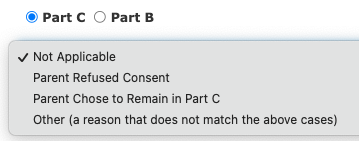 Part C Part B
✓ Not Applicable
Parent Refused Consent
Parent Chose to Remain in Part C
Other (a reason that does not match the above cases)